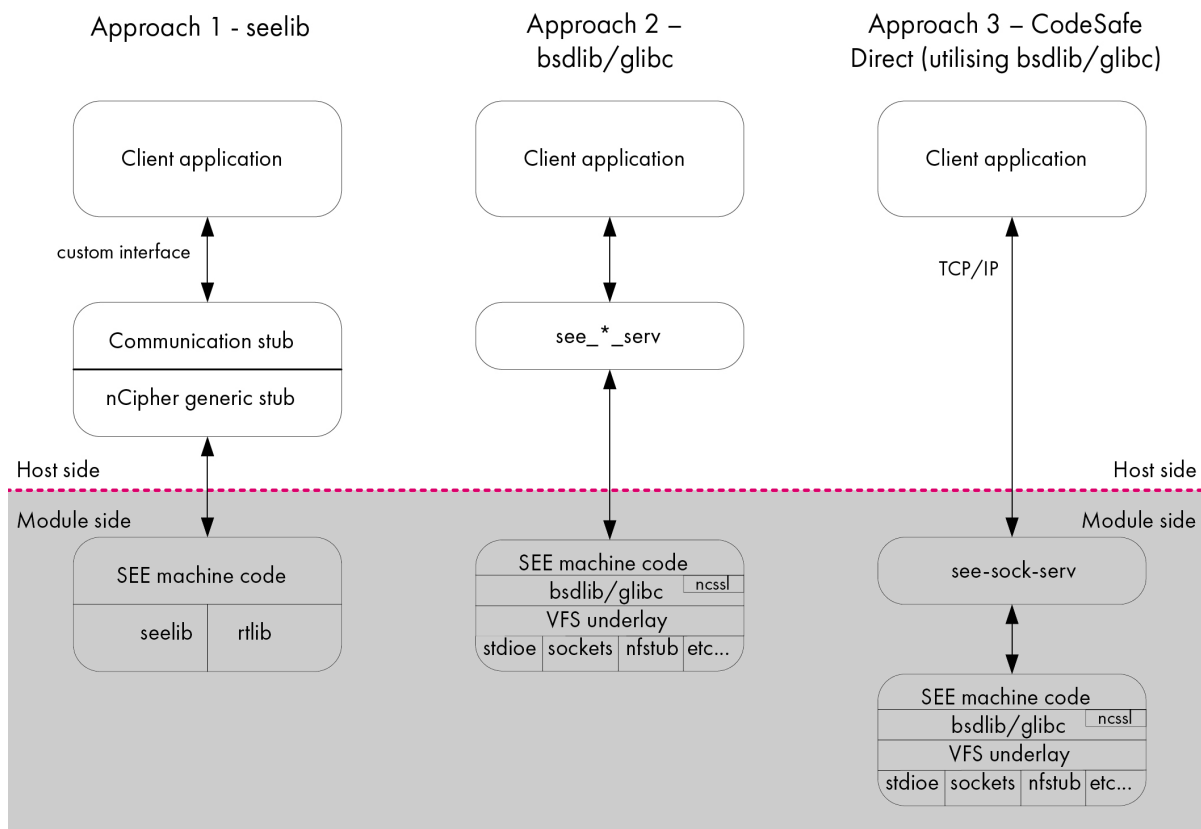 Approach 1 - seelib
Approach 2 –
bsdlib/glibc
Approach 3 – CodeSafe
Direct (utilising bsdlib/glibc)
Client application
Client application
Client application
custom interface
TCP/IP
Communication stub
nCipher generic stub
see_*_serv
Host side
Host side
Module side
Module side
SEE machine code
seelib
rtlib
SEE machine code
bsdlib/glibc
ncssl
VFS underlay
stdioe
sockets
nfstub
etc...
see-sock-serv
SEE machine code
bsdlib/glibc
ncssl
VFS underlay
stdioe
sockets
nfstub
etc...